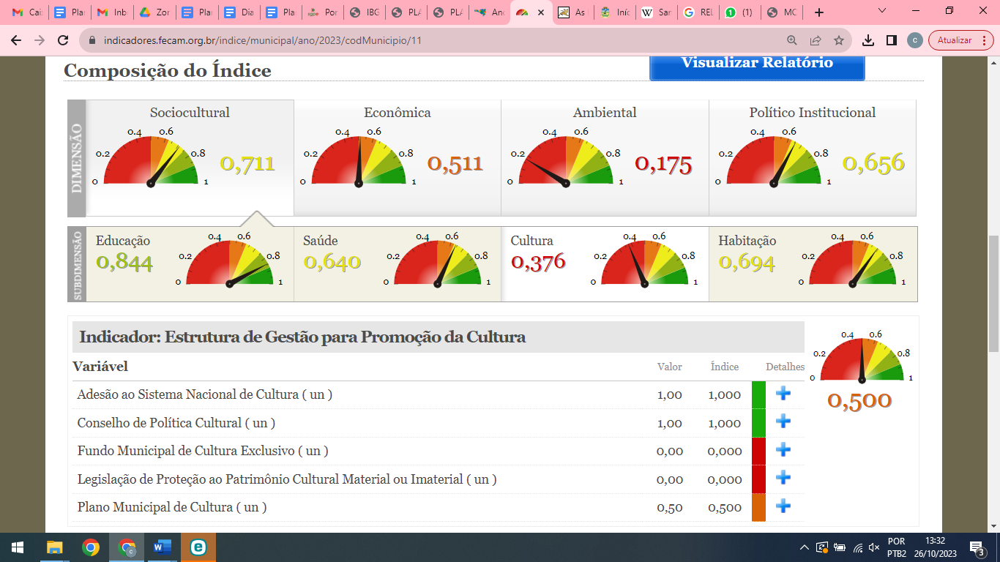 Cai
Plan
Inb
Zor
Plan
Dia
Pla
Por
IBG
PLA
PLA
And
As
Iníc
Sar
REL
(1)
MC
indicadores.fecam.org.br/indice/municipal/ano/2023/codMunicipio/11
c
Atualizar
Composição do Índice
Visualizar Relatório
DIMENSÃO
Sociocultural
0 0.2 0.4 0.6 0.8 1
0,711
Econômica
0 0.2 0.4 0.6 0.8 1
0,511
Ambiental
0 0.2 0.4 0.6 0.8 1
0,175
Político Institucional
0 0.2 0.4 0.6 0.8 1
0,656
SUBDIMENSÃO
Educação
0,844
0 0.2 0.4 0.6 0.8 1
Saúde
0,640
0 0.2 0.4 0.6 0.8 1
Cultura
0,376
0 0.2 0.4 0.6 0.8 1
Habitação
0,694
0 0.2 0.4 0.6 0.8 1
Indicador: Estrutura de Gestão para Promoção da Cultura
Variável Valor Índice Detalhes
Adesão ao Sistema Nacional de Cultura ( un ) 1,00 1,000
Conselho de Política Cultural ( un ) 1,00 1,000
Fundo Municipal de Cultura Exclusivo ( un ) 0,00 0,000
Legislação de Proteção ao Patrimônio Cultural Material ou Imaterial ( un ) 0,00 0,000
Plano Municipal de Cultura ( un ) 0,50 0,500
0 0.2 0.4 0.6 0.8 1
0,500
POR
PTB2
13:32
26/10/2023
3